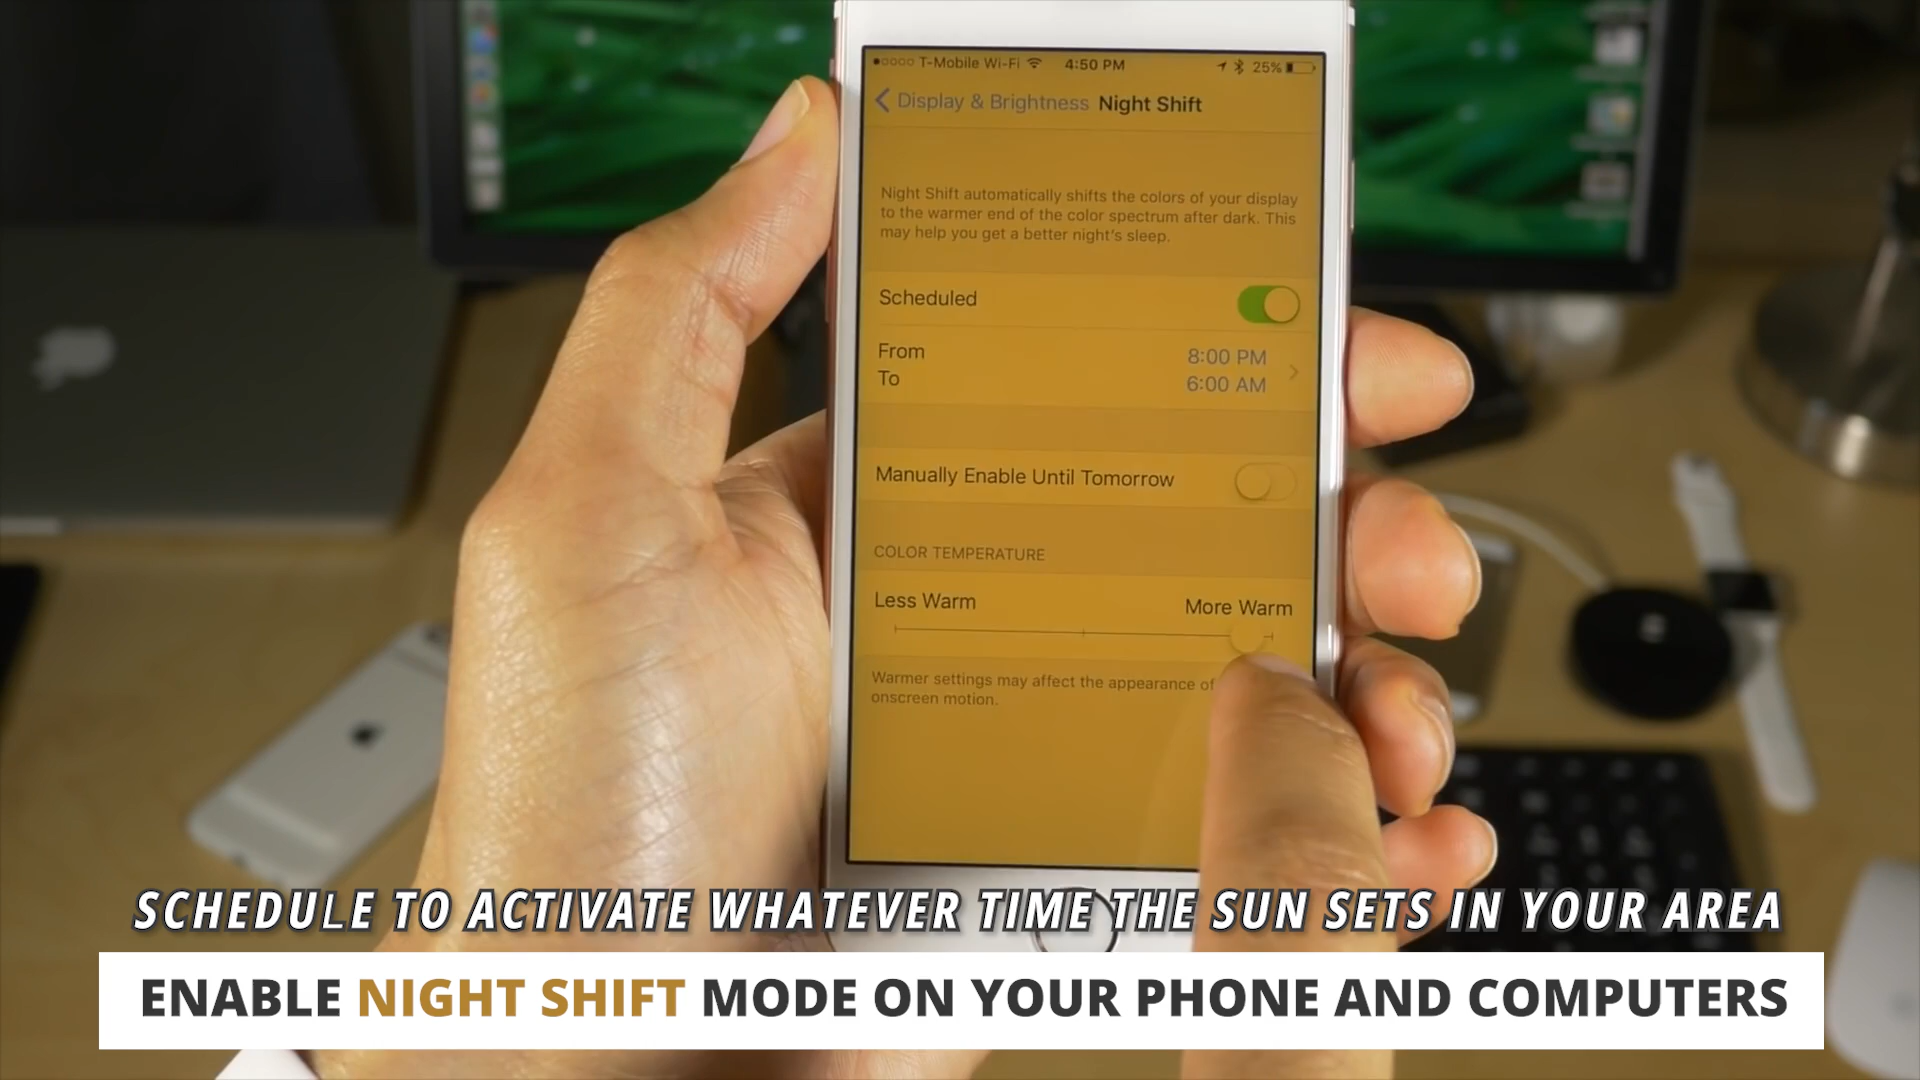 T-Mobile Wi-Fi 4:50 PM 25%
Display & Brightness Night Shift
Night Shift automatically shifts the colors of your display
to the warmer end of the color spectrum after dark. This
may help you get a better night's sleep.
Scheduled
From 8:00 PM
To 6:00 AM
Manually Enable Until Tomorrow
COLOR TEMPERATURE
Less Warm More Warm
Warmer settings may affect the appearance of
onscreen motion.
SCHEDULE TO ACTIVATE WHATEVER TIME THE SUN SETS IN YOUR AREA
ENABLE NIGHT SHIFT MODE ON YOUR PHONE AND COMPUTERS